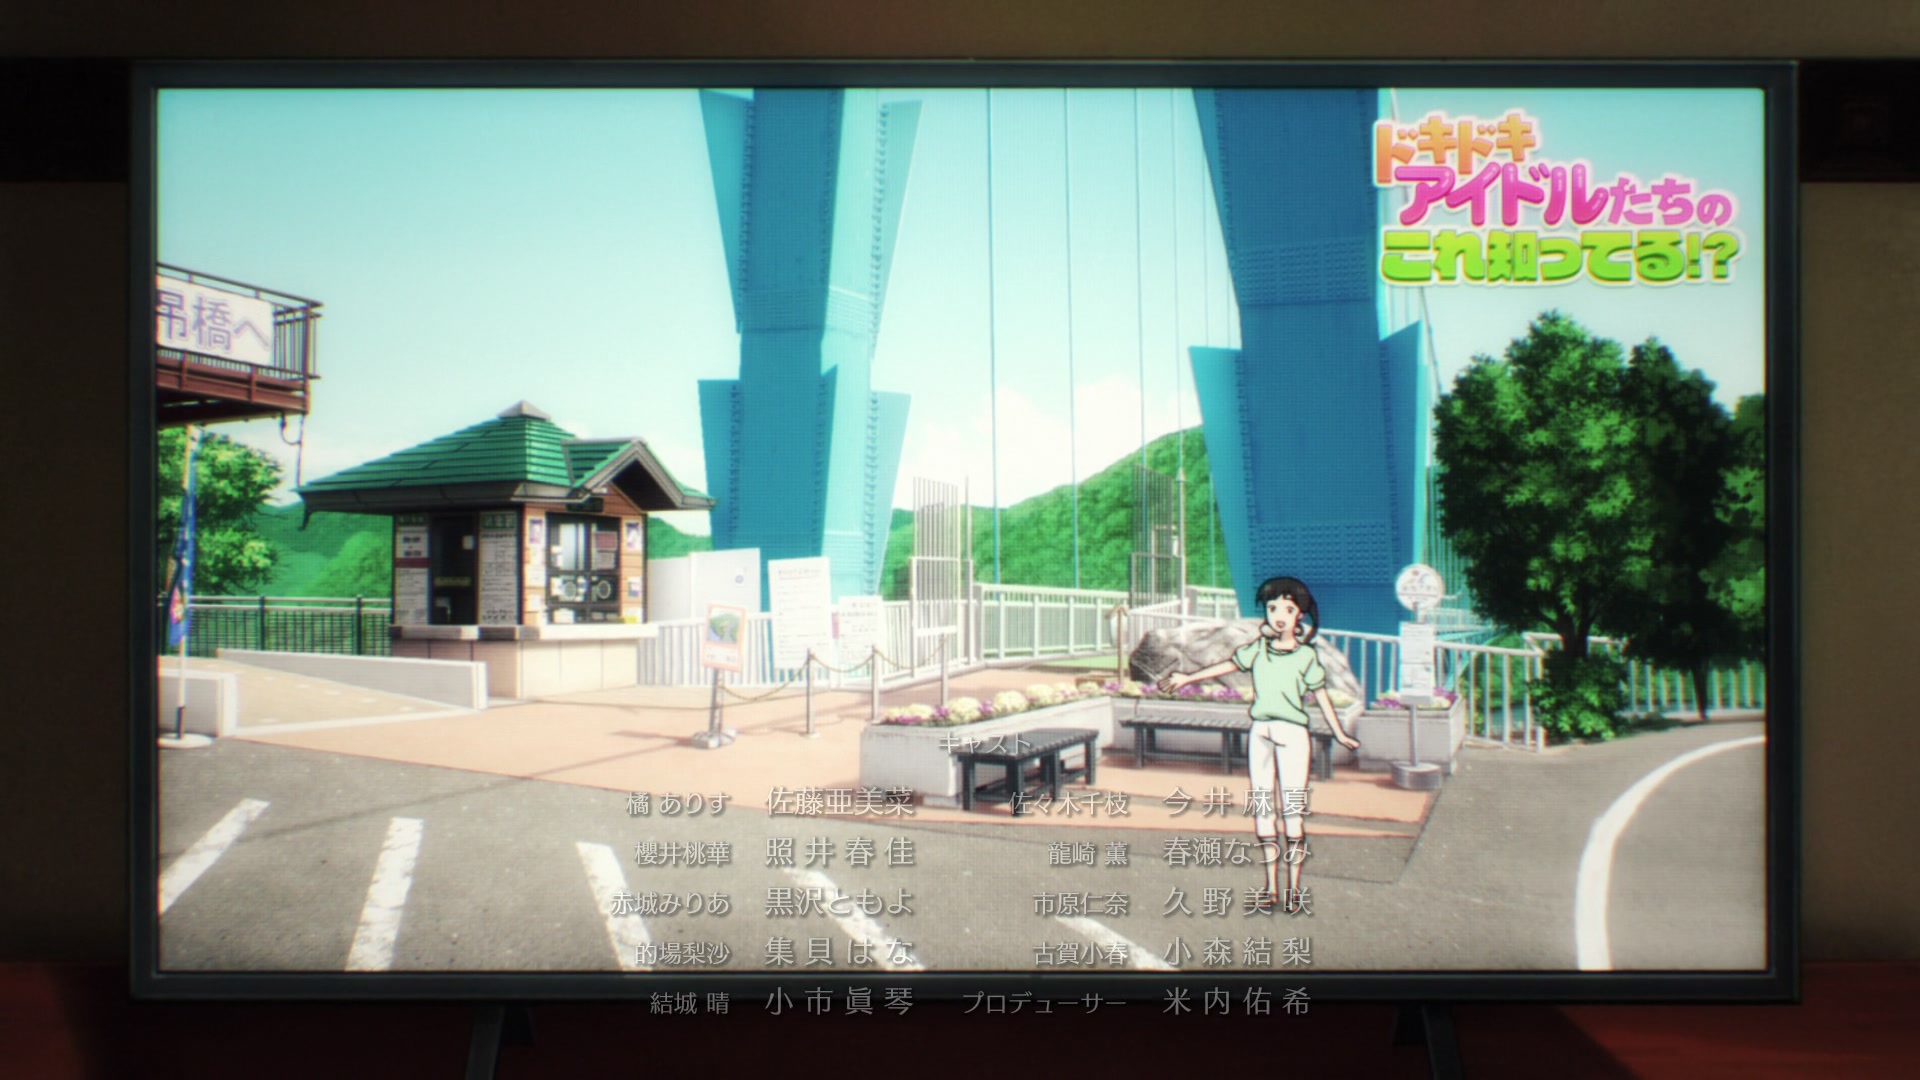 ドキドキ
アイドルたちの
これ知ってる!?
吊橋へ
キャスト
橘 ありす 佐藤亜美菜 佐々木千枝 今井麻夏
櫻井桃華 照井春佳 龍崎 薫 春瀬なつみ
赤城みりあ 黒沢ともよ 市原仁奈 久野美咲
的場梨沙 集貝はな 古賀小春 小森結梨
結城 晴 小市眞琴 プロデューサー 米内佑希